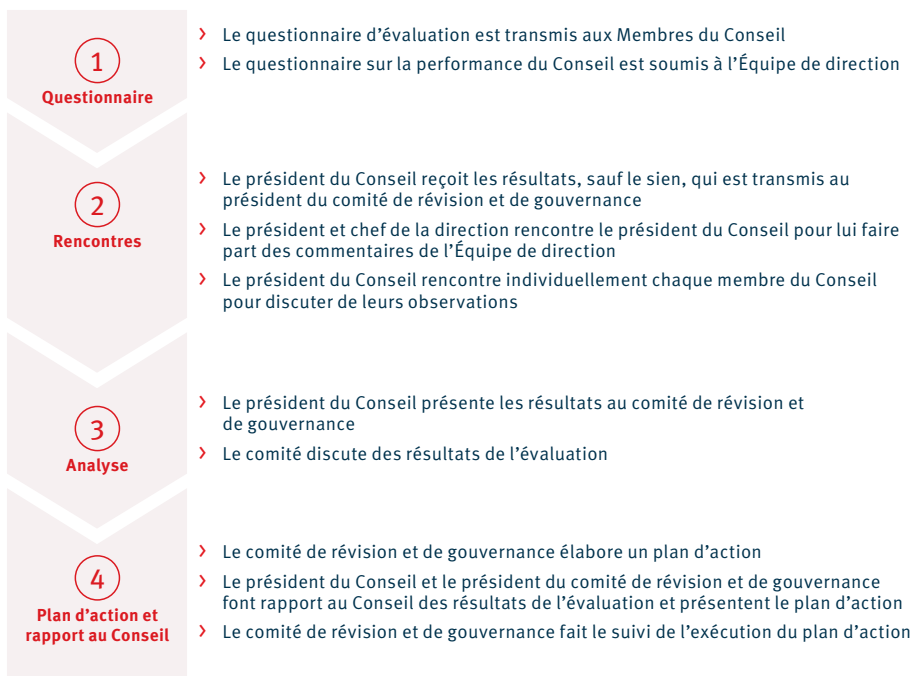 1
Questionnaire
› Le questionnaire d’évaluation est transmis aux Membres du Conseil
› Le questionnaire sur la performance du Conseil est soumis à l’Équipe de direction
2
Rencontres
› Le président du Conseil reçoit les résultats, sauf le sien, qui est transmis au
président du comité de révision et de gouvernance
› Le président et chef de la direction rencontre le président du Conseil pour lui faire
part des commentaires de l’Équipe de direction
› Le président du Conseil rencontre individuellement chaque membre du Conseil
pour discuter de leurs observations
3
Analyse
› Le président du Conseil présente les résultats au comité de révision et
de gouvernance
› Le comité discute des résultats de l’évaluation
4
Plan d’action et
rapport au Conseil
› Le comité de révision et de gouvernance élabore un plan d’action
› Le président du Conseil et le président du comité de révision et de gouvernance
font rapport au Conseil des résultats de l’évaluation et présentent le plan d’action
› Le comité de révision et de gouvernance fait le suivi de l’exécution du plan d’action